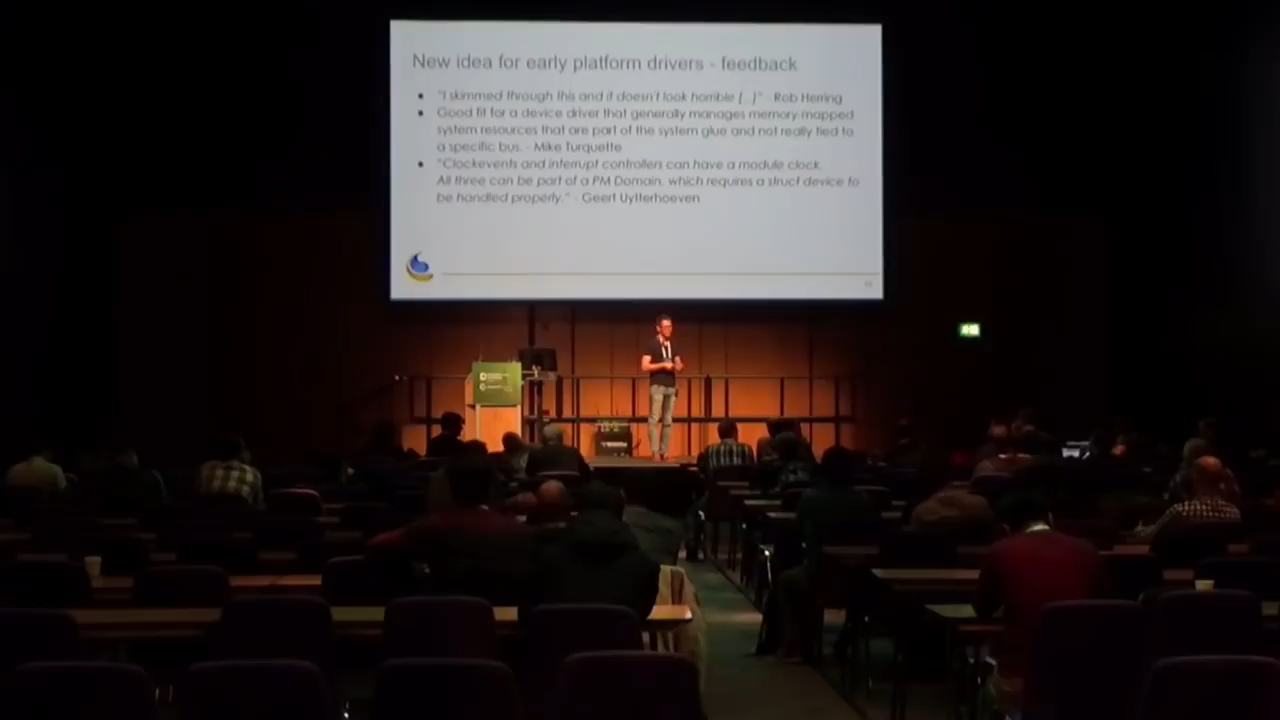 New idea for early platform drivers - feedback
● "I skimmed through this and it doesn't look horrible [...]" - Rob Herring
● Good fit for a device driver that generally manages memory-mapped
system resources that are part of the system glue and not really tied to
a specific bus. - Mike Turquette
● "Clockevents and interrupt controllers can have a module clock.
All three can be part of a PM Domain, which requires a struct device to
be handled properly." - Geert Uytterhoeven